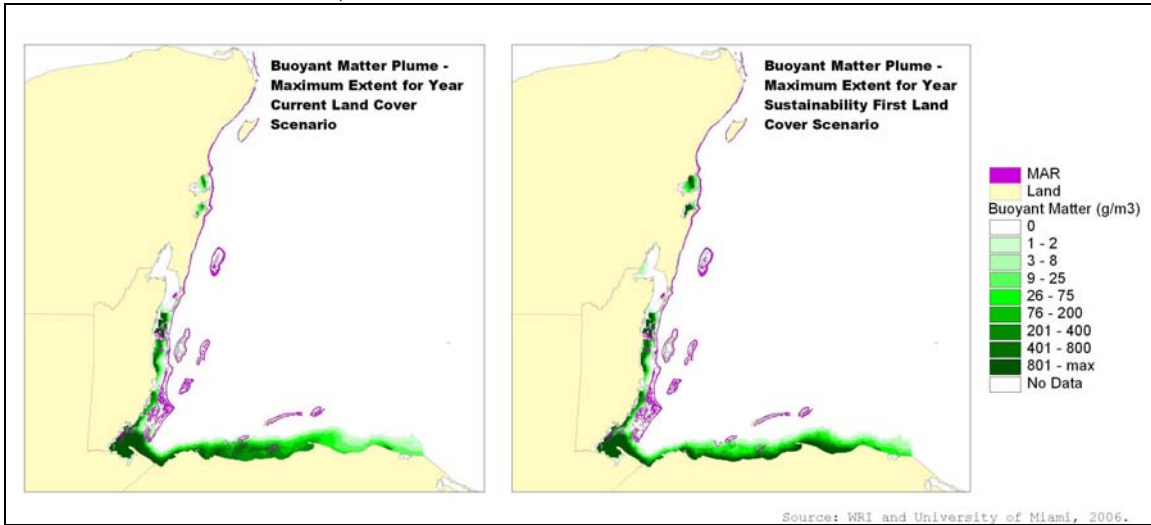 Buoyant Matter Plume -
Maximum Extent for Year
Current Land Cover
Scenario
Buoyant Matter Plume -
Maximum Extent for Year
Sustainability First Land
Cover Scenario
MAR
Land
Buoyant Matter (g/m3)
0
1 - 2
3 - 8
9 - 25
26 - 75
76 - 200
201 - 400
401 - 800
801 - max
No Data
Source: WRI and University of Miami, 2006.